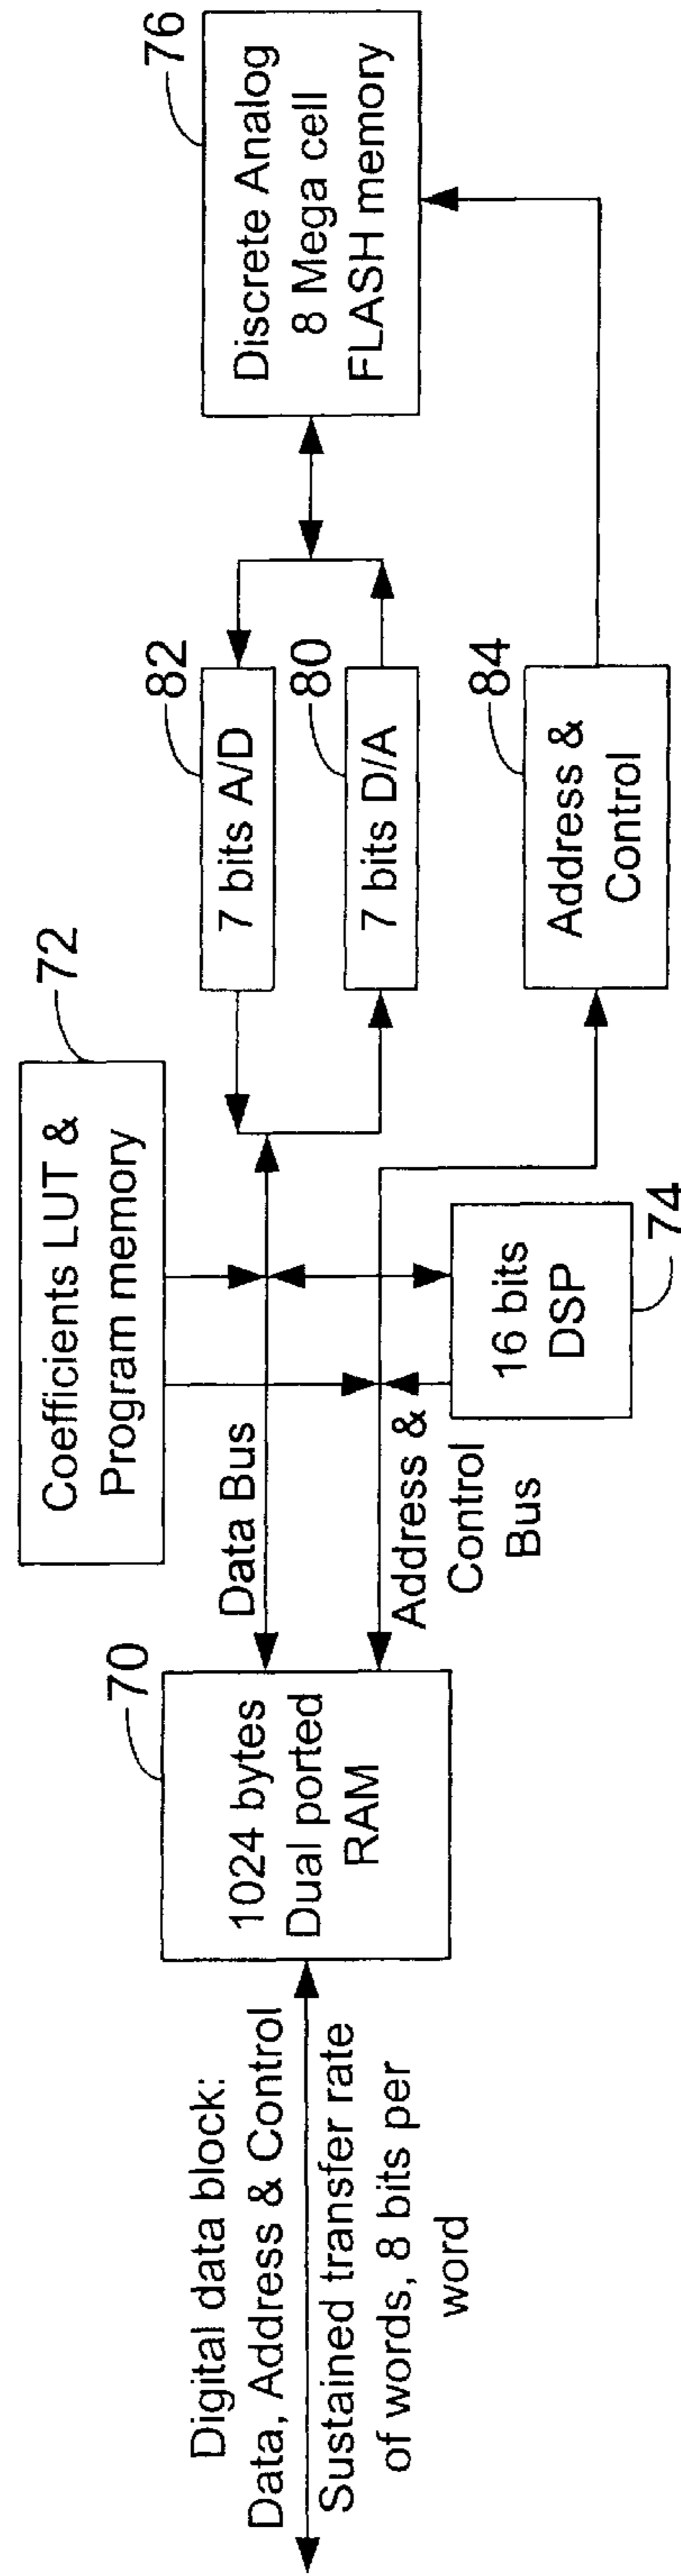 Digital data block:
Data, Address & Control
Sustained transfer rate
of words, 8 bits per
word
70
1024 bytes
Dual ported
RAM
Data Bus
Address &
Control
Bus
72
Coefficients LUT &
Program memory
16 bits
DSP
74
82
7 bits A/D
80
7 bits D/A
84
Address &
Control
76
Discrete Analog
8 Mega cell
FLASH memory